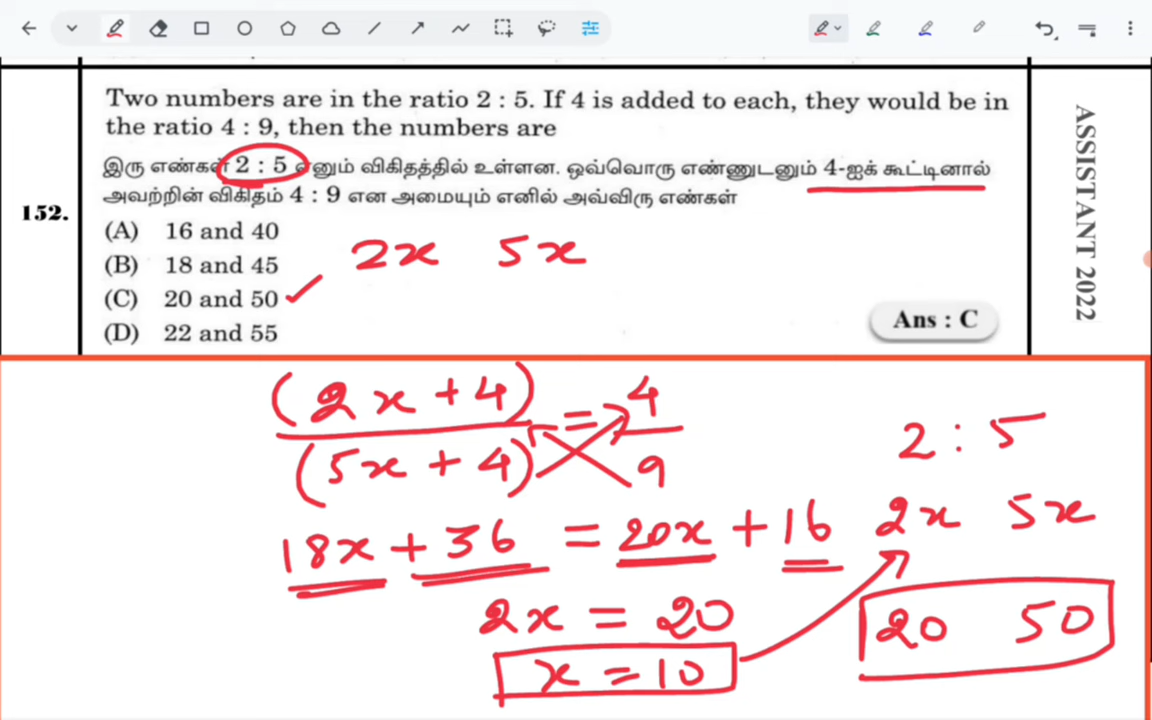 Two numbers are in the ratio 2 : 5. If 4 is added to each, they would be in
the ratio 4 : 9, then the numbers are
இரு எண்கள் 2 : 5 எனும் விகிதத்தில் உள்ளன. ஒவ்வொரு எண்ணுடனும் 4-ஐக் கூட்டினால்
அவற்றின் விகிதம் 4 : 9 என அமையும் எனில் அவ்விரு எண்கள்
152.
(A) 16 and 40
(B) 18 and 45
(C) 20 and 50 ✓
(D) 22 and 55
2x 5x
Ans : C
ASSISTANT 2022
(2x + 4) = 4
(5x + 4) 9
18x + 36 = 20x + 16
2x = 20
x = 10
2 : 5
2x 5x
20 50